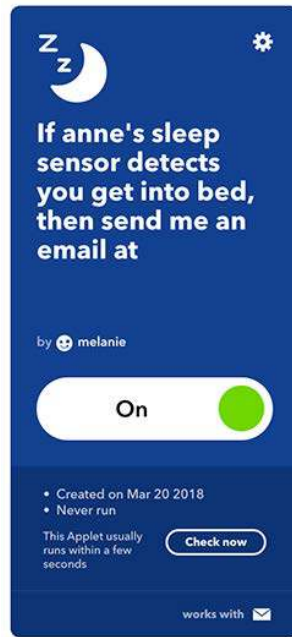 Z
z
If anne's sleep
sensor detects
you get into bed,
then send me an
email at
by melanie
On
• Created on Mar 20 2018
• Never run
This Applet usually
runs within a few
seconds
Check now
works with